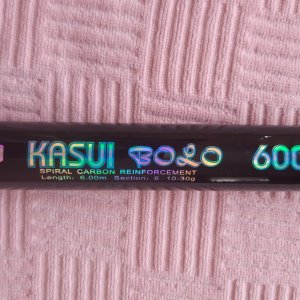 KASUI BOLO 600
SPIRAL CARBON REINFORCEMENT
Length: 6.00m Section: 6 10-30g